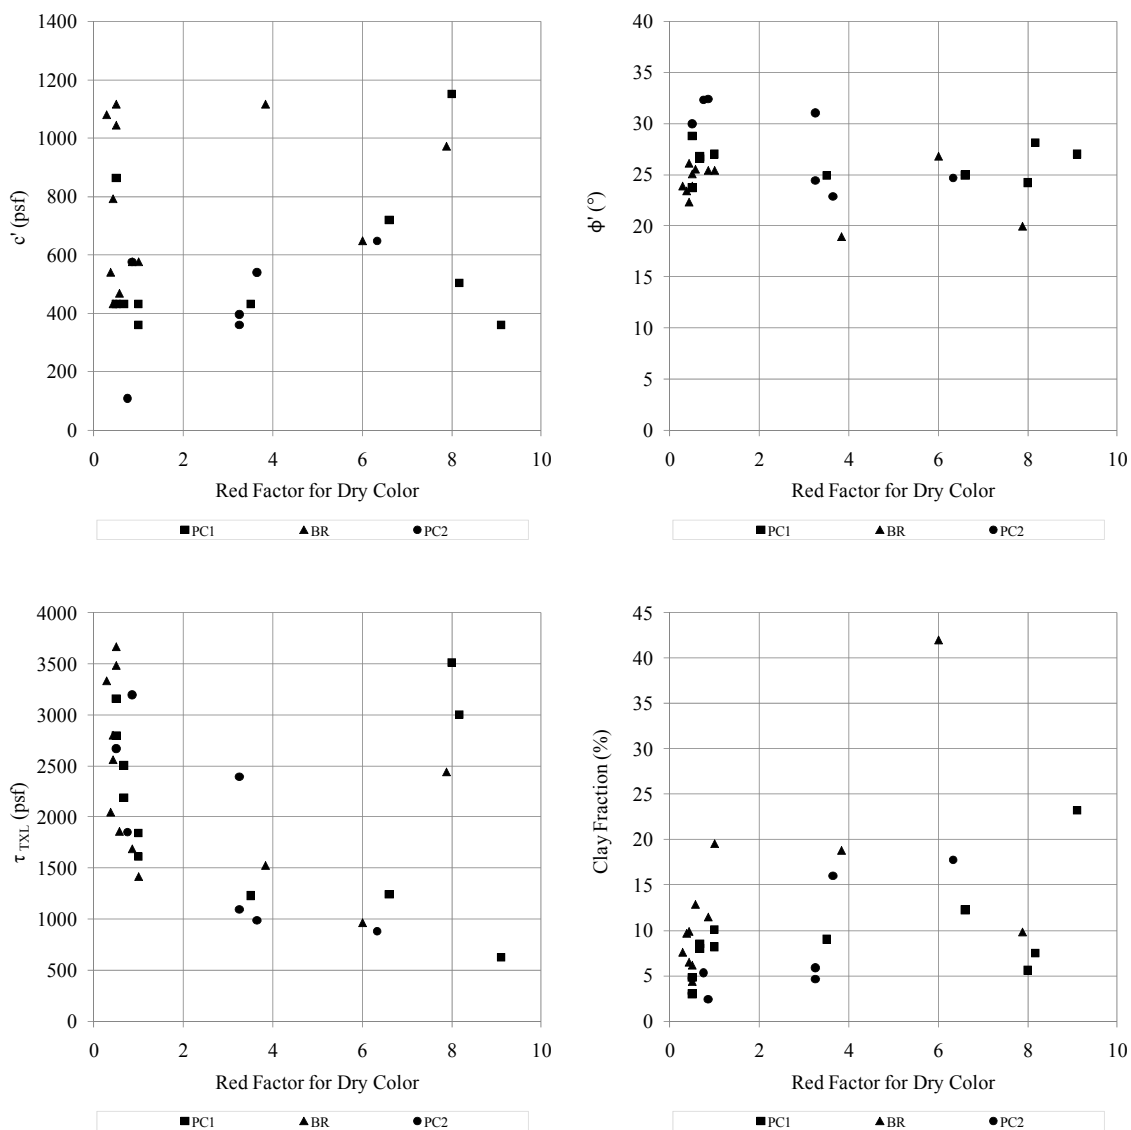 1400
1200
1000
800
600
400
200
0
c' (psf)
0 2 4 6 8 10
Red Factor for Dry Color
PC1 BR PC2
40
35
30
25
20
15
10
5
0
ϕ' (°)
0 2 4 6 8 10
Red Factor for Dry Color
PC1 BR PC2
4000
3500
3000
2500
2000
1500
1000
500
0
τ TXL (psf)
0 2 4 6 8 10
Red Factor for Dry Color
PC1 BR PC2
45
40
35
30
25
20
15
10
5
0
Clay Fraction (%)
0 2 4 6 8 10
Red Factor for Dry Color
PC1 BR PC2